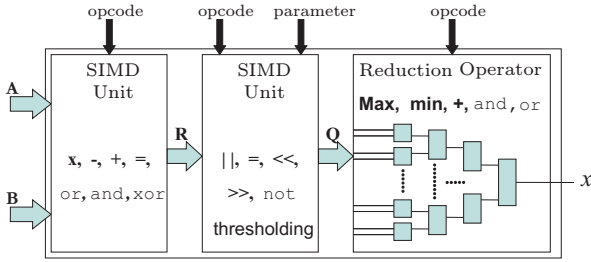 opcode opcode parameter opcode
SIMD
Unit
SIMD
Unit
Reduction Operator
A
B
R
Q
x, -, +, =,
or,and,xor
||, =, <<,
>>, not
thresholding
Max, min, +, and,or
x